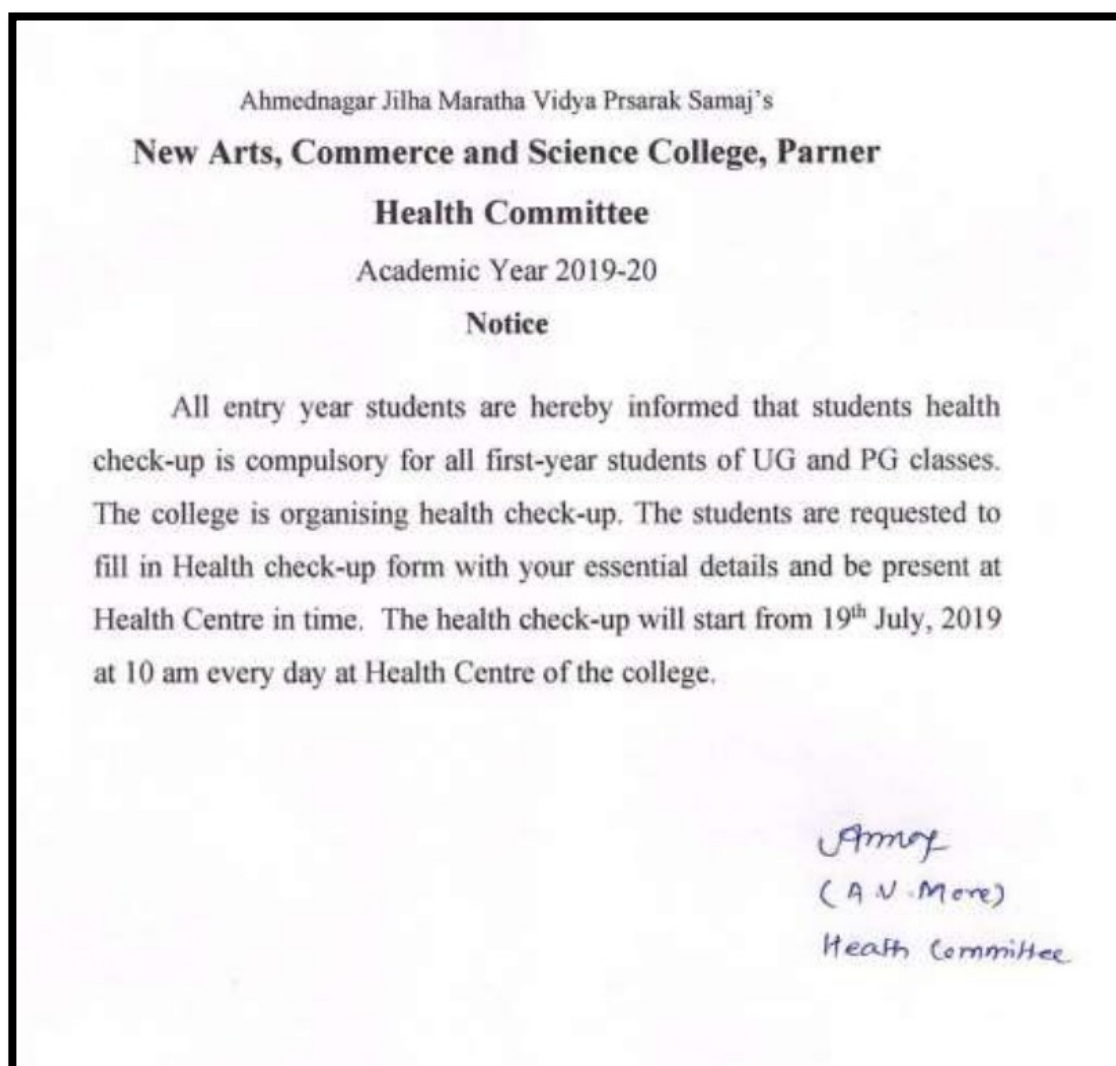 Ahmednagar Jilha Maratha Vidya Prsarak Samaj's
New Arts, Commerce and Science College, Parner
Health Committee
Academic Year 2019-20
Notice
All entry year students are hereby informed that students health
check-up is compulsory for all first-year students of UG and PG classes.
The college is organising health check-up. The students are requested to
fill in Health check-up form with your essential details and be present at
Health Centre in time. The health check-up will start from 19th July, 2019
at 10 am every day at Health Centre of the college.
(A V. More)
Health Committee